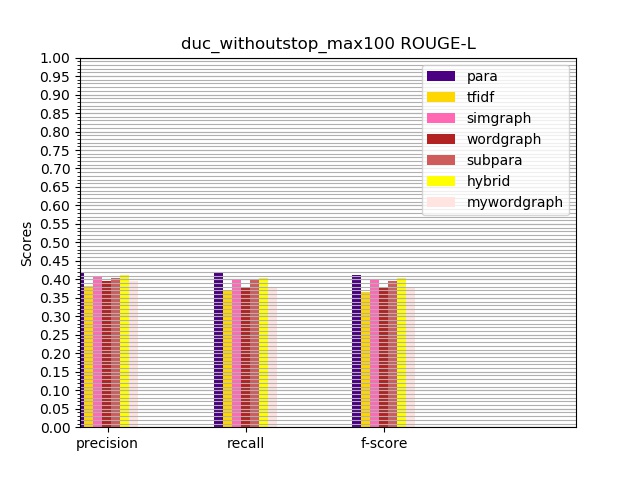 duc_withoutstop_max100 ROUGE-L
1.00
0.95
0.90
0.85
0.80
0.75
0.70
0.65
0.60
0.55
0.50
0.45
0.40
0.35
0.30
0.25
0.20
0.15
0.10
0.05
0.00
Scores
para
tfidf
simgraph
wordgraph
subpara
hybrid
mywordgraph
precision
recall
f-score